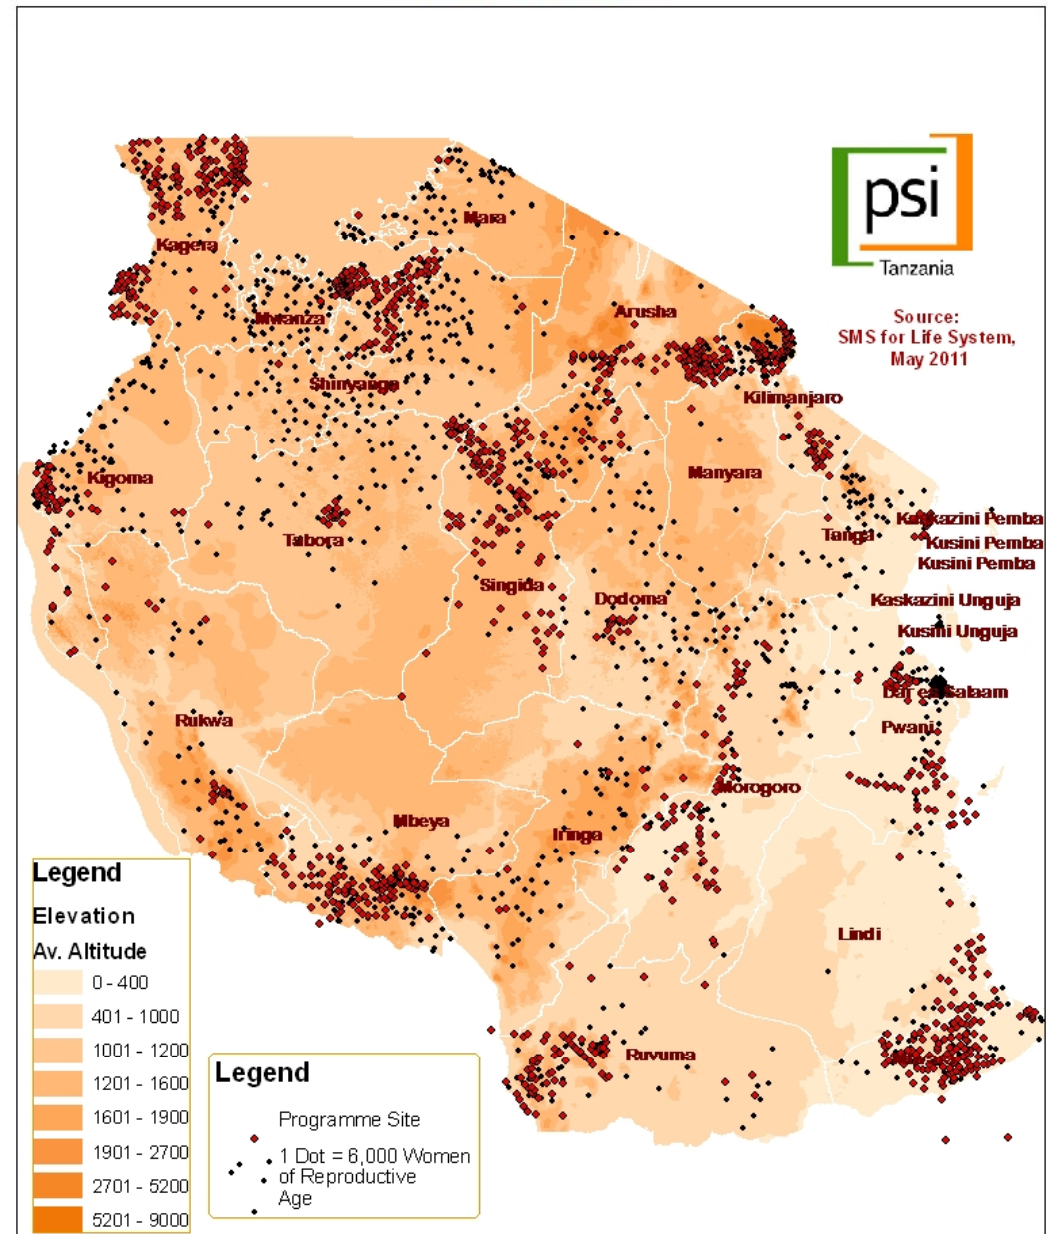 psi
Tanzania
Source:
SMS for Life System,
May 2011
Mara
Kagera
Mwanza
Arusha
Shinyanga
Kilimanjaro
Kigoma
Manyara
Tabora
Tanga
Kaskazini Pemba
Kusini Pemba
Kusini Pemba
Singida
Dodoma
Kaskazini Unguja
Kusini Unguja
Dar es Salaam
Rukwa
Pwani
Morogoro
Mbeya
Iringa
Lindi
Ruvuma
Legend
Elevation
Av. Altitude
0 - 400
401 - 1000
1001 - 1200
1201 - 1600
1601 - 1900
1901 - 2700
2701 - 5200
5201 - 9000
Legend
Programme Site
1 Dot = 6,000 Women
of Reproductive
Age